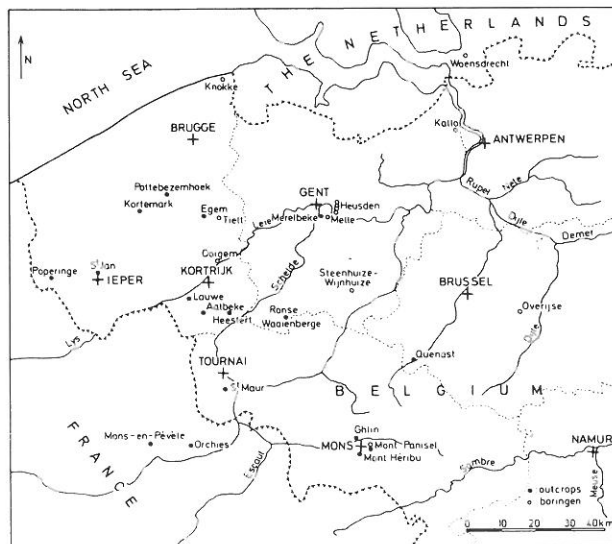 THE NETHERLANDS
NORTH SEA
N
Woensdrecht
Knokke
Kallo
BRUGGE
ANTWERPEN
Pottebezemhoek
Kortemark
Egem
Tielt
GENT
Heusden
Merelbeke
Melle
Leie
Rupel
Nete
Dijle
Demer
St Jan
Poperinge
IEPER
Gorgem
KORTRIJK
Schelde
Steenhuize-
Wijnhuize
BRUSSEL
Overijse
Lauwe
Aalbeke
Heestert
Ronse
Waaienberge
Lys
Dijle
Quenast
TOURNAI
St Maur
BELGIUM
FRANCE
Mons-en-Pévèle
Orchies
Escaut
Ghlin
MONS
Mont Panisel
Mont Héribu
Sambre
NAMUR
Meuse
outcrops
boringen
0 10 20 40km